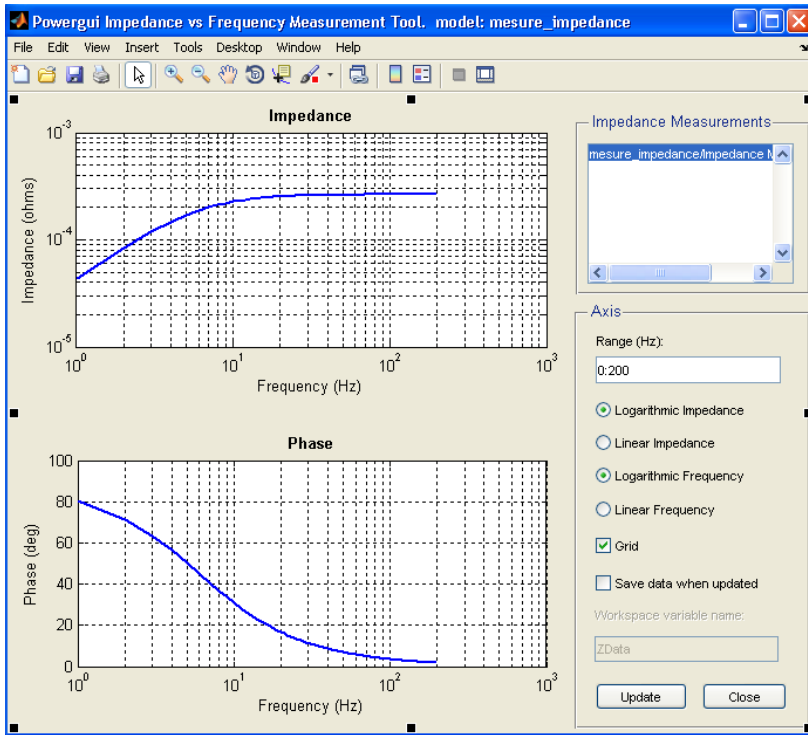 Powergui Impedance vs Frequency Measurement Tool. model: mesure_impedance
File Edit View Insert Tools Desktop Window Help
Impedance
10^-3
10^-4
10^-5
Impedance (ohms)
10^0 10^1 10^2 10^3
Frequency (Hz)
Phase
100
80
60
40
20
0
Phase (deg)
10^0 10^1 10^2 10^3
Frequency (Hz)
Impedance Measurements
mesure_impedance/Impedance M
Axis
Range (Hz):
0:200
Logarithmic Impedance
Linear Impedance
Logarithmic Frequency
Linear Frequency
Grid
Save data when updated
Workspace variable name:
ZData
Update Close